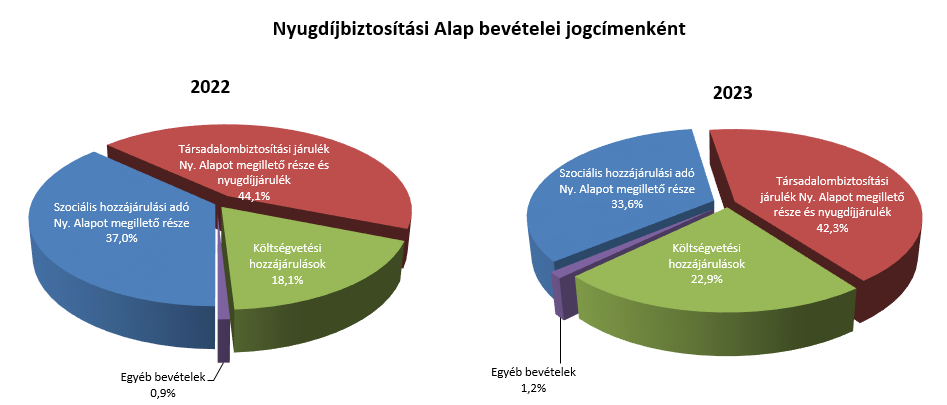 Nyugdíjbiztosítási Alap bevételei jogcímenként
2022
Társadalombiztosítási járulék
Ny. Alapot megillető része és
nyugdíjjárulék
44,1%
Szociális hozzájárulási adó
Ny. Alapot megillető része
37,0%
Költségvetési
hozzájárulások
18,1%
Egyéb bevételek
0,9%
2023
Szociális hozzájárulási adó
Ny. Alapot megillető része
33,6%
Társadalombiztosítási
járulék Ny. Alapot megillető
része és nyugdíjjárulék
42,3%
Költségvetési
hozzájárulások
22,9%
Egyéb bevételek
1,2%